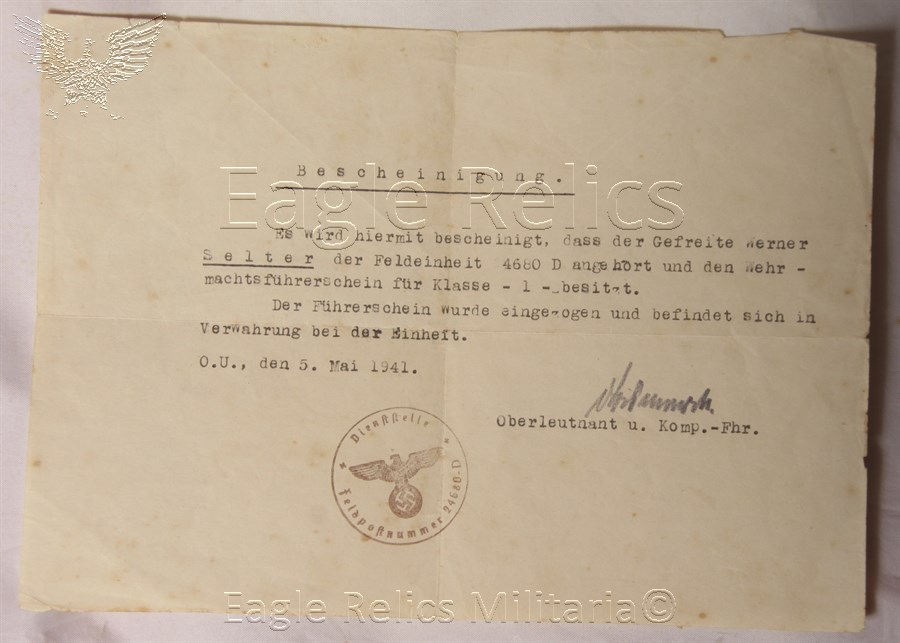 Bescheinigung.
Eagle Relics
Es wird hiermit bescheinigt, dass der Gefreite Werner
Selter der Feldeinheit 24680 D angehört und den Wehr -
machtsführerschein für Klasse - 1 - besitzt.
Der Führerschein wurde eingezogen und befindet sich in
Verwahrung bei der Einheit.
O.U., den 5. Mai 1941.
Oberleutnant u. Komp.-Fhr.
Dienststelle
Feldpostnummer 24680-D
Eagle Relics Militaria©